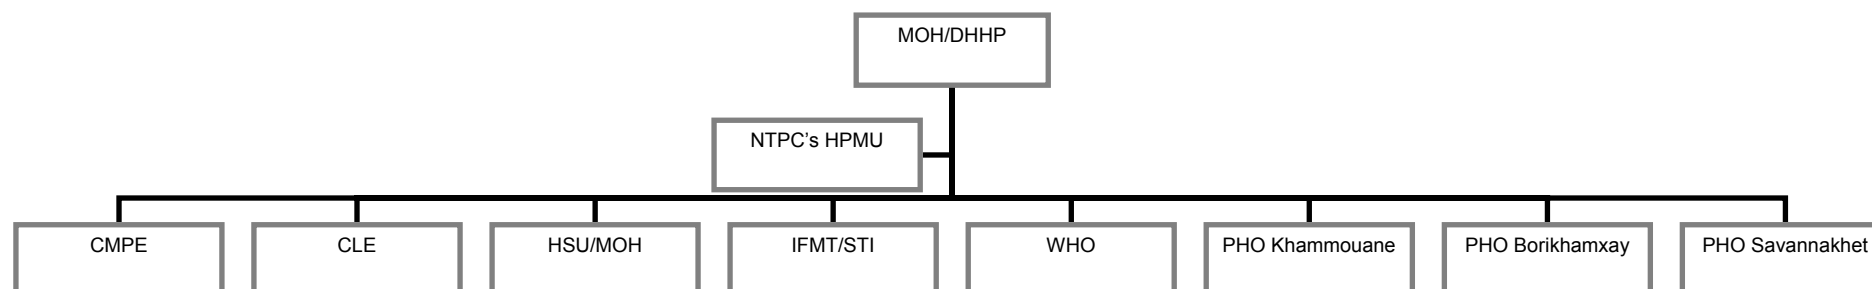 MOH/DHHP
NTPC's HPMU
CMPE
CLE
HSU/MOH
IFMT/STI
WHO
PHO Khammouane
PHO Borikhamxay
PHO Savannakhet